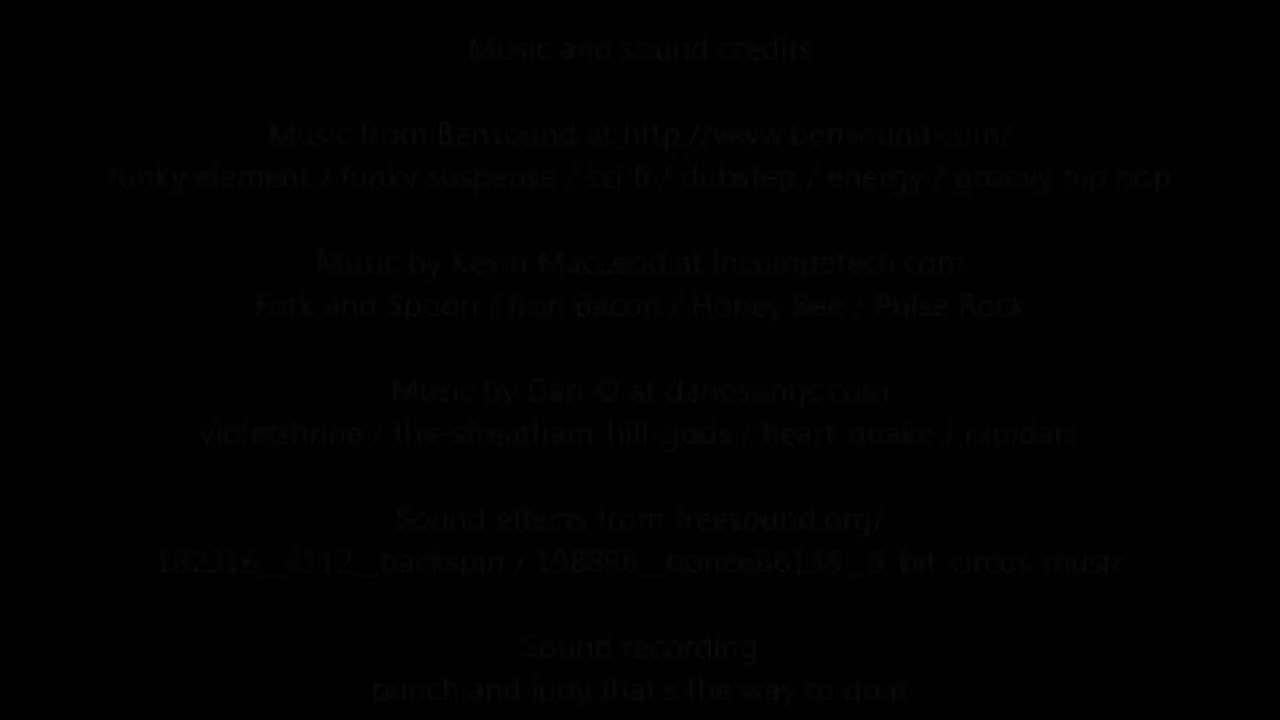 Music and sound credits
Music from Bensound at http://www.bensound.com/
funky element / funky suspense / sci fi / dubstep / energy / groovy hip hop
Music by Kevin MacLeod at Incompetech.com
Fork and Spoon / Iron Bacon / Honey Bee / Pulse Rock
Music by Dan O at danosongs.com
violetshrine / the-streatham-hill-gods / heart-quake / rapidan
Sound effects from freesound.org/
backspin / bit-circus-music
Sound recording
punch and judy that's the way to do it